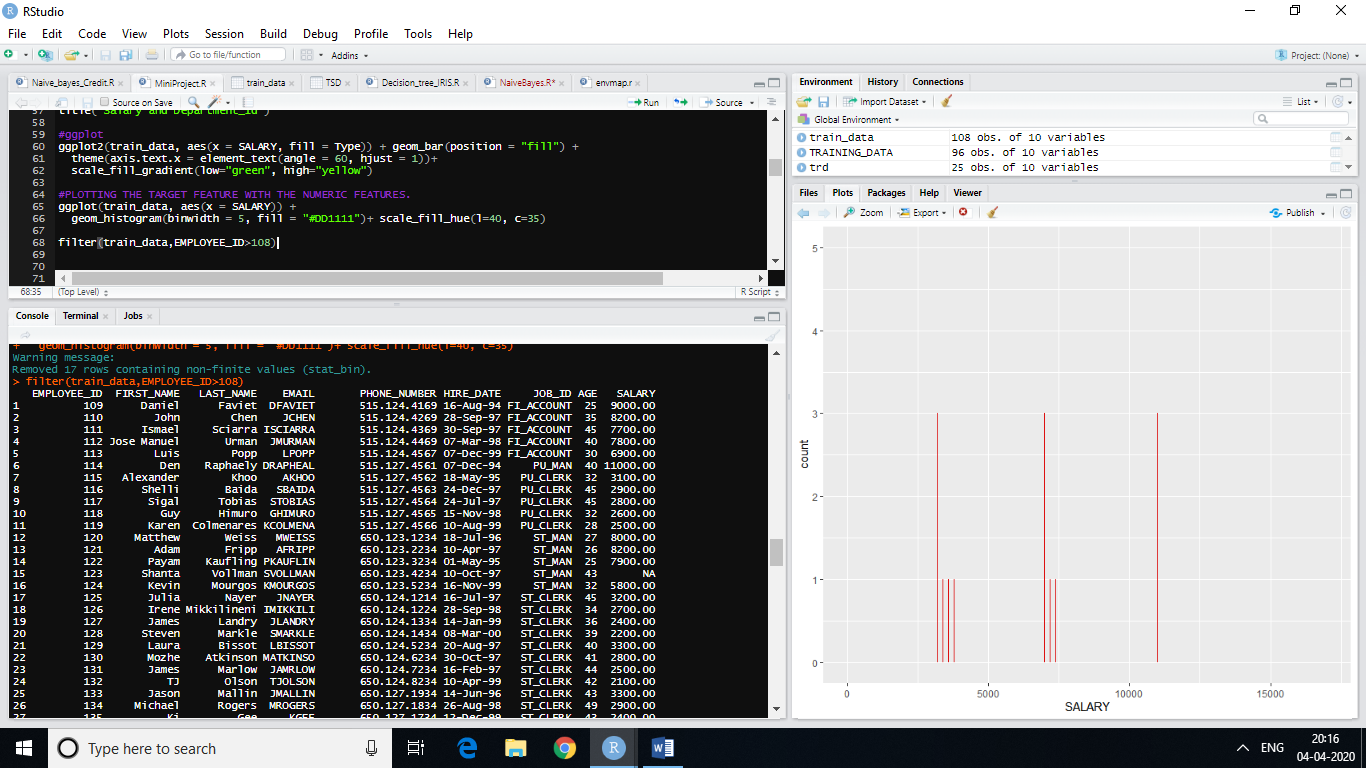 RStudio
File Edit Code View Plots Session Build Debug Profile Tools Help
Go to file/function Addins Project: (None)
Naive_bayes_Credit.R MiniProject.R train_data TSD Decision_tree_IRIS.R NaiveBayes.R* envmap.r
Source on Save Run Source
57 title("Salary and Department_Id")
58
59 #ggplot
60 ggplot2(train_data, aes(x = SALARY, fill = Type)) + geom_bar(position = "fill") +
61 theme(axis.text.x = element_text(angle = 60, hjust = 1))+
62 scale_fill_gradient(low="green", high="yellow")
63
64 #PLOTTING THE TARGET FEATURE WITH THE NUMERIC FEATURES.
65 ggplot(train_data, aes(x = SALARY)) +
66 geom_histogram(binwidth = 5, fill = "#DD1111")+ scale_fill_hue(l=40, c=35)
67
68 filter(train_data,EMPLOYEE_ID>108)
69
70
71
68:35 (Top Level) R Script
Console Terminal Jobs
+ geom_histogram(binwidth = 5, fill = "#DD1111")+ scale_fill_hue(l=40, c=35)
Warning message:
Removed 17 rows containing non-finite values (stat_bin).
> filter(train_data,EMPLOYEE_ID>108)
EMPLOYEE_ID FIRST_NAME LAST_NAME EMAIL PHONE_NUMBER HIRE_DATE JOB_ID AGE SALARY
1 109 Daniel Faviet DFAVIET 515.124.4169 16-Aug-94 FI_ACCOUNT 25 9000.00
2 110 John Chen JCHEN 515.124.4269 28-Sep-97 FI_ACCOUNT 35 8200.00
3 111 Ismael Sciarra ISCIARRA 515.124.4369 30-Sep-97 FI_ACCOUNT 45 7700.00
4 112 Jose Manuel Urman JMURMAN 515.124.4469 07-Mar-98 FI_ACCOUNT 40 7800.00
5 113 Luis Popp LPOPP 515.124.4567 07-Dec-99 FI_ACCOUNT 30 6900.00
6 114 Den Raphaely DRAPHEAL 515.127.4561 07-Dec-94 PU_MAN 40 11000.00
7 115 Alexander Khoo AKHOO 515.127.4562 18-May-95 PU_CLERK 32 3100.00
8 116 Shelli Baida SBAIDA 515.127.4563 24-Dec-97 PU_CLERK 45 2900.00
9 117 Sigal Tobias STOBIAS 515.127.4564 24-Jul-97 PU_CLERK 45 2800.00
10 118 Guy Himuro GHIMURO 515.127.4565 15-Nov-98 PU_CLERK 32 2600.00
11 119 Karen Colmenares KCOLMENA 515.127.4566 10-Aug-99 PU_CLERK 28 2500.00
12 120 Matthew Weiss MWEISS 650.123.1234 18-Jul-96 ST_MAN 27 8000.00
13 121 Adam Fripp AFRIPP 650.123.2234 10-Apr-97 ST_MAN 26 8200.00
14 122 Payam Kaufling PKAUFLIN 650.123.3234 01-May-95 ST_MAN 25 7900.00
15 123 Shanta Vollman SVOLLMAN 650.123.4234 10-Oct-97 ST_MAN 43 NA
16 124 Kevin Mourgos KMOURGOS 650.123.5234 16-Nov-99 ST_MAN 32 5800.00
17 125 Julia Nayer JNAYER 650.124.1214 16-Jul-97 ST_CLERK 45 3200.00
18 126 Irene Mikkilineni IMIKKILI 650.124.1224 28-Sep-98 ST_CLERK 34 2700.00
19 127 James Landry JLANDRY 650.124.1334 14-Jan-99 ST_CLERK 36 2400.00
20 128 Steven Markle SMARKLE 650.124.1434 08-Mar-00 ST_CLERK 39 2200.00
21 129 Laura Bissot LBISSOT 650.124.5234 20-Aug-97 ST_CLERK 40 3300.00
22 130 Mozhe Atkinson MATKINSO 650.124.6234 30-Oct-97 ST_CLERK 41 2800.00
23 131 James Marlow JAMRLOW 650.124.7234 16-Feb-97 ST_CLERK 44 2500.00
24 132 TJ Olson TJOLSON 650.124.8234 10-Apr-99 ST_CLERK 42 2100.00
25 133 Jason Mallin JMALLIN 650.127.1934 14-Jun-96 ST_CLERK 43 3300.00
26 134 Michael Rogers MROGERS 650.127.1834 26-Aug-98 ST_CLERK 49 2900.00
27 135 Ki Gee KGEE 650.127.1734 12-Dec-99 ST_CLERK 43 2400.00
Environment History Connections
Import Dataset List
Global Environment
train_data 108 obs. of 10 variables
TRAINING_DATA 96 obs. of 10 variables
trd 25 obs. of 10 variables
Files Plots Packages Help Viewer
Zoom Export Publish
5
4
3
2
1
0
count
0 5000 10000 15000
SALARY
Type here to search
ENG
20:16
04-04-2020